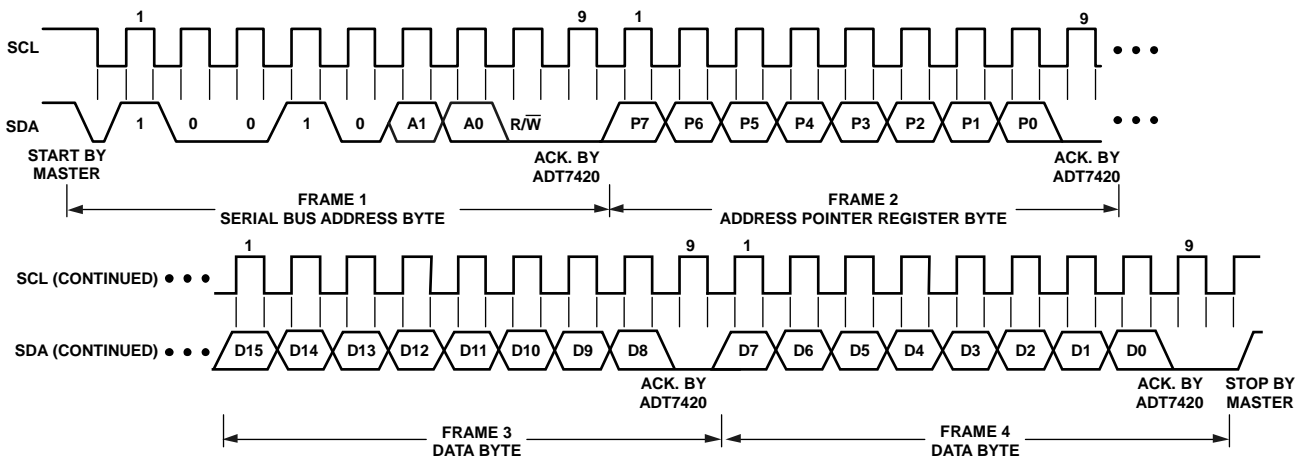 1 9 1 9
SCL
SDA 1 0 0 1 0 A1 A0 R/W̅ P7 P6 P5 P4 P3 P2 P1 P0
START BY MASTER
ACK. BY ADT7420
ACK. BY ADT7420
FRAME 1
SERIAL BUS ADDRESS BYTE
FRAME 2
ADDRESS POINTER REGISTER BYTE
1 9 1 9
SCL (CONTINUED)
SDA (CONTINUED) D15 D14 D13 D12 D11 D10 D9 D8 D7 D6 D5 D4 D3 D2 D1 D0
ACK. BY ADT7420
ACK. BY ADT7420
STOP BY MASTER
FRAME 3
DATA BYTE
FRAME 4
DATA BYTE